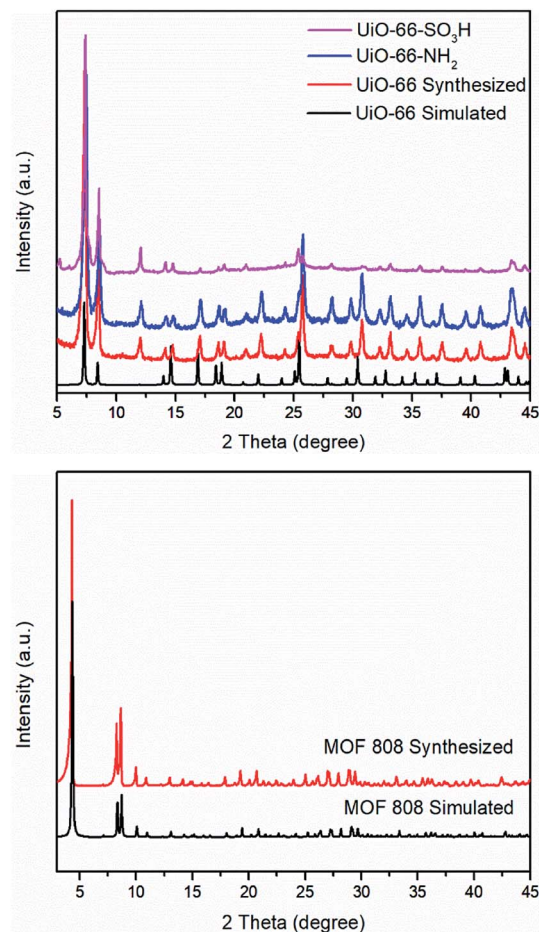 UiO-66-SO₃H
UiO-66-NH₂
UiO-66 Synthesized
UiO-66 Simulated
Intensity (a.u.)
5 10 15 20 25 30 35 40 45
2 Theta (degree)
MOF 808 Synthesized
MOF 808 Simulated
Intensity (a.u.)
5 10 15 20 25 30 35 40 45
2 Theta (degree)